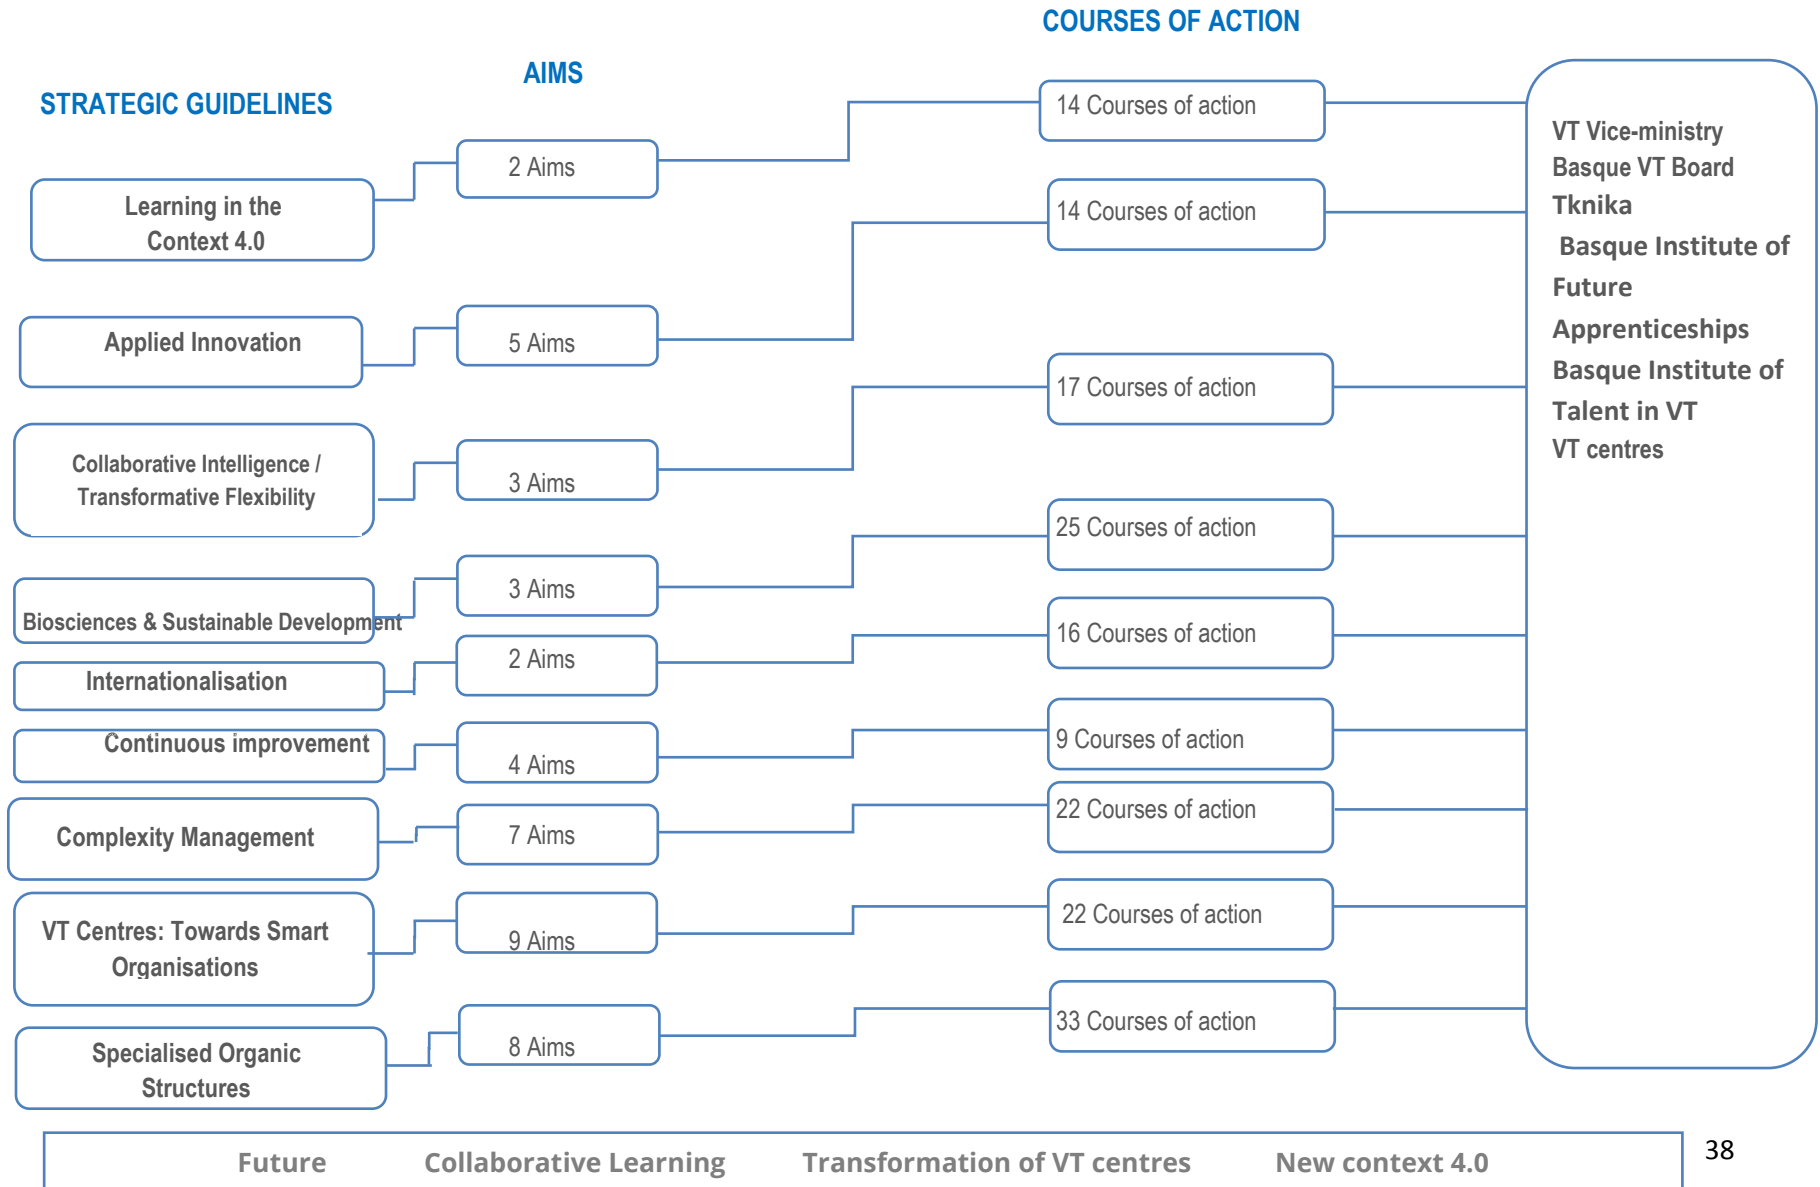 COURSES OF ACTION
AIMS
STRATEGIC GUIDELINES
Learning in the
Context 4.0
2 Aims
14 Courses of action
Applied Innovation
5 Aims
14 Courses of action
Collaborative Intelligence /
Transformative Flexibility
3 Aims
17 Courses of action
Biosciences & Sustainable Development
3 Aims
25 Courses of action
Internationalisation
2 Aims
16 Courses of action
Continuous improvement
4 Aims
9 Courses of action
Complexity Management
7 Aims
22 Courses of action
VT Centres: Towards Smart
Organisations
9 Aims
22 Courses of action
Specialised Organic
Structures
8 Aims
33 Courses of action
VT Vice-ministry
Basque VT Board
Tknika
Basque Institute of
Future
Apprenticeships
Basque Institute of
Talent in VT
VT centres
Future Collaborative Learning Transformation of VT centres New context 4.0
38